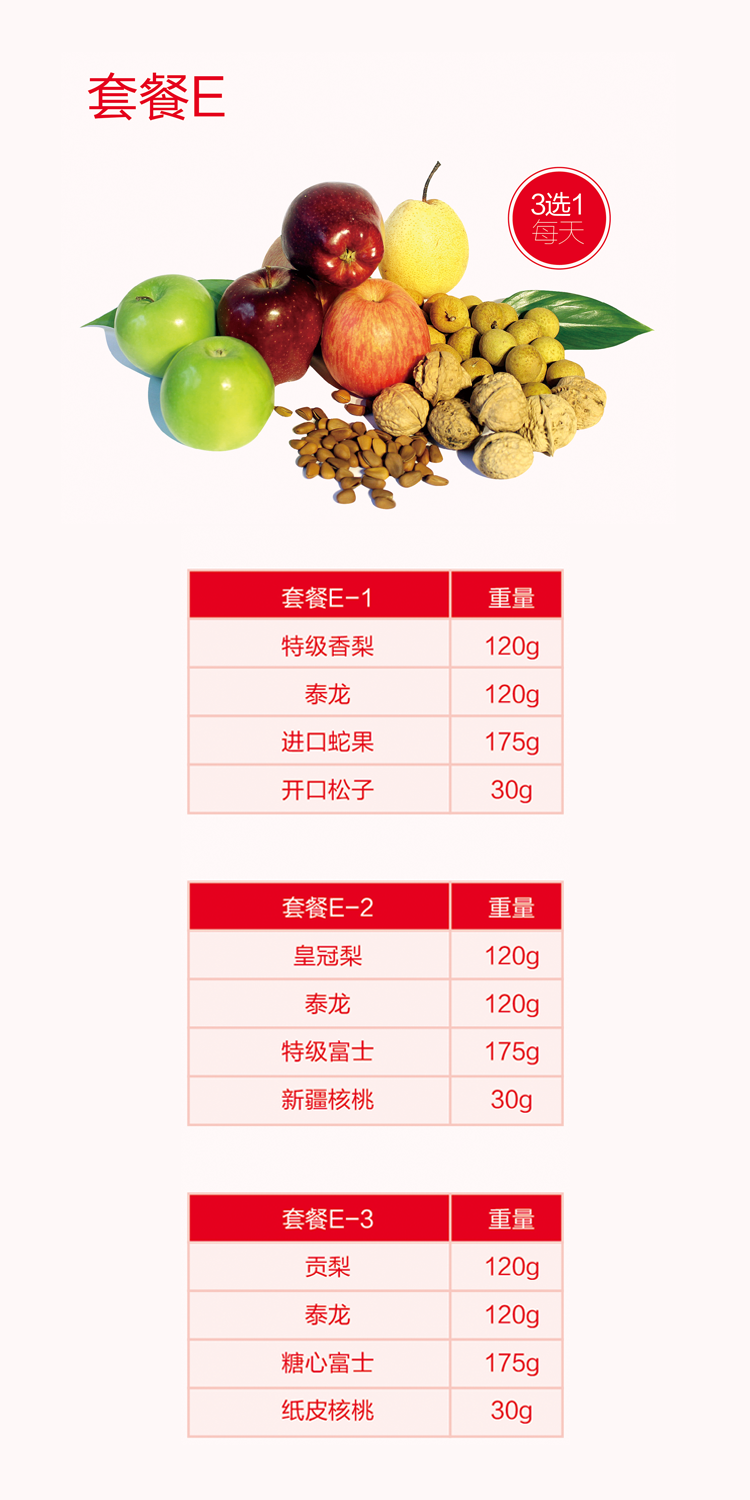 套餐E
3选1
每天
套餐E-1 重量
特级香梨 120g
泰龙 120g
进口蛇果 175g
开口松子 30g
套餐E-2 重量
皇冠梨 120g
泰龙 120g
特级富士 175g
新疆核桃 30g
套餐E-3 重量
贡梨 120g
泰龙 120g
糖心富士 175g
纸皮核桃 30g